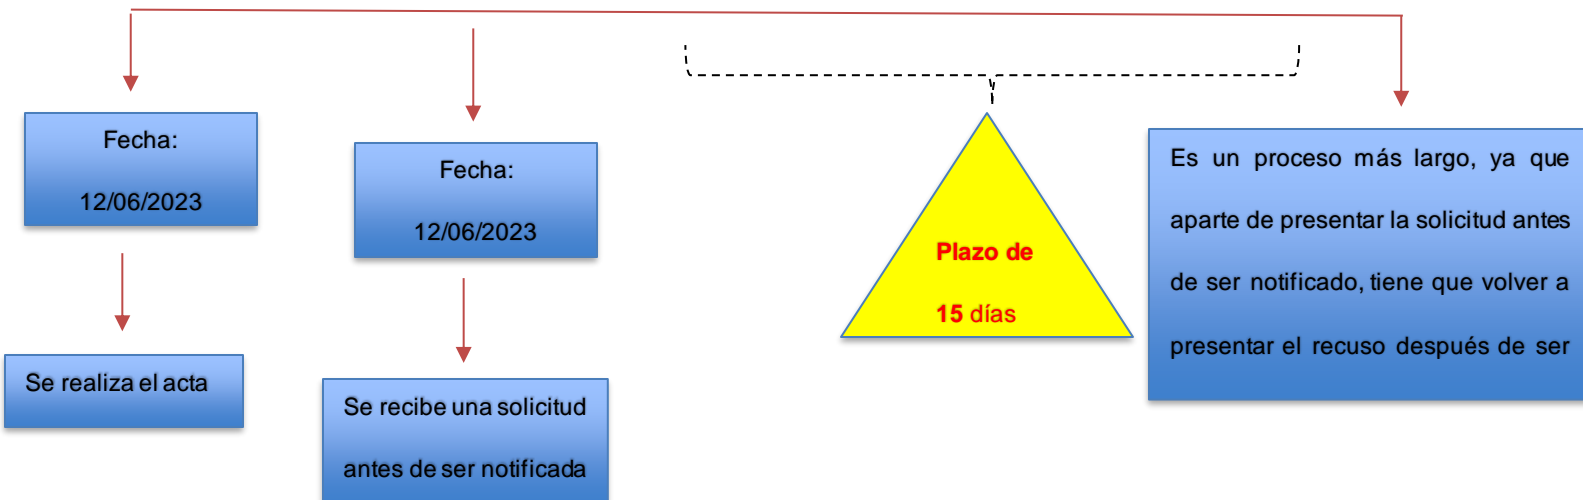 Fecha:
12/06/2023
Se realiza el acta
Fecha:
12/06/2023
Se recibe una solicitud
antes de ser notificada
Plazo de
15 días
Es un proceso más largo, ya que
aparte de presentar la solicitud antes
de ser notificado, tiene que volver a
presentar el recuso después de ser